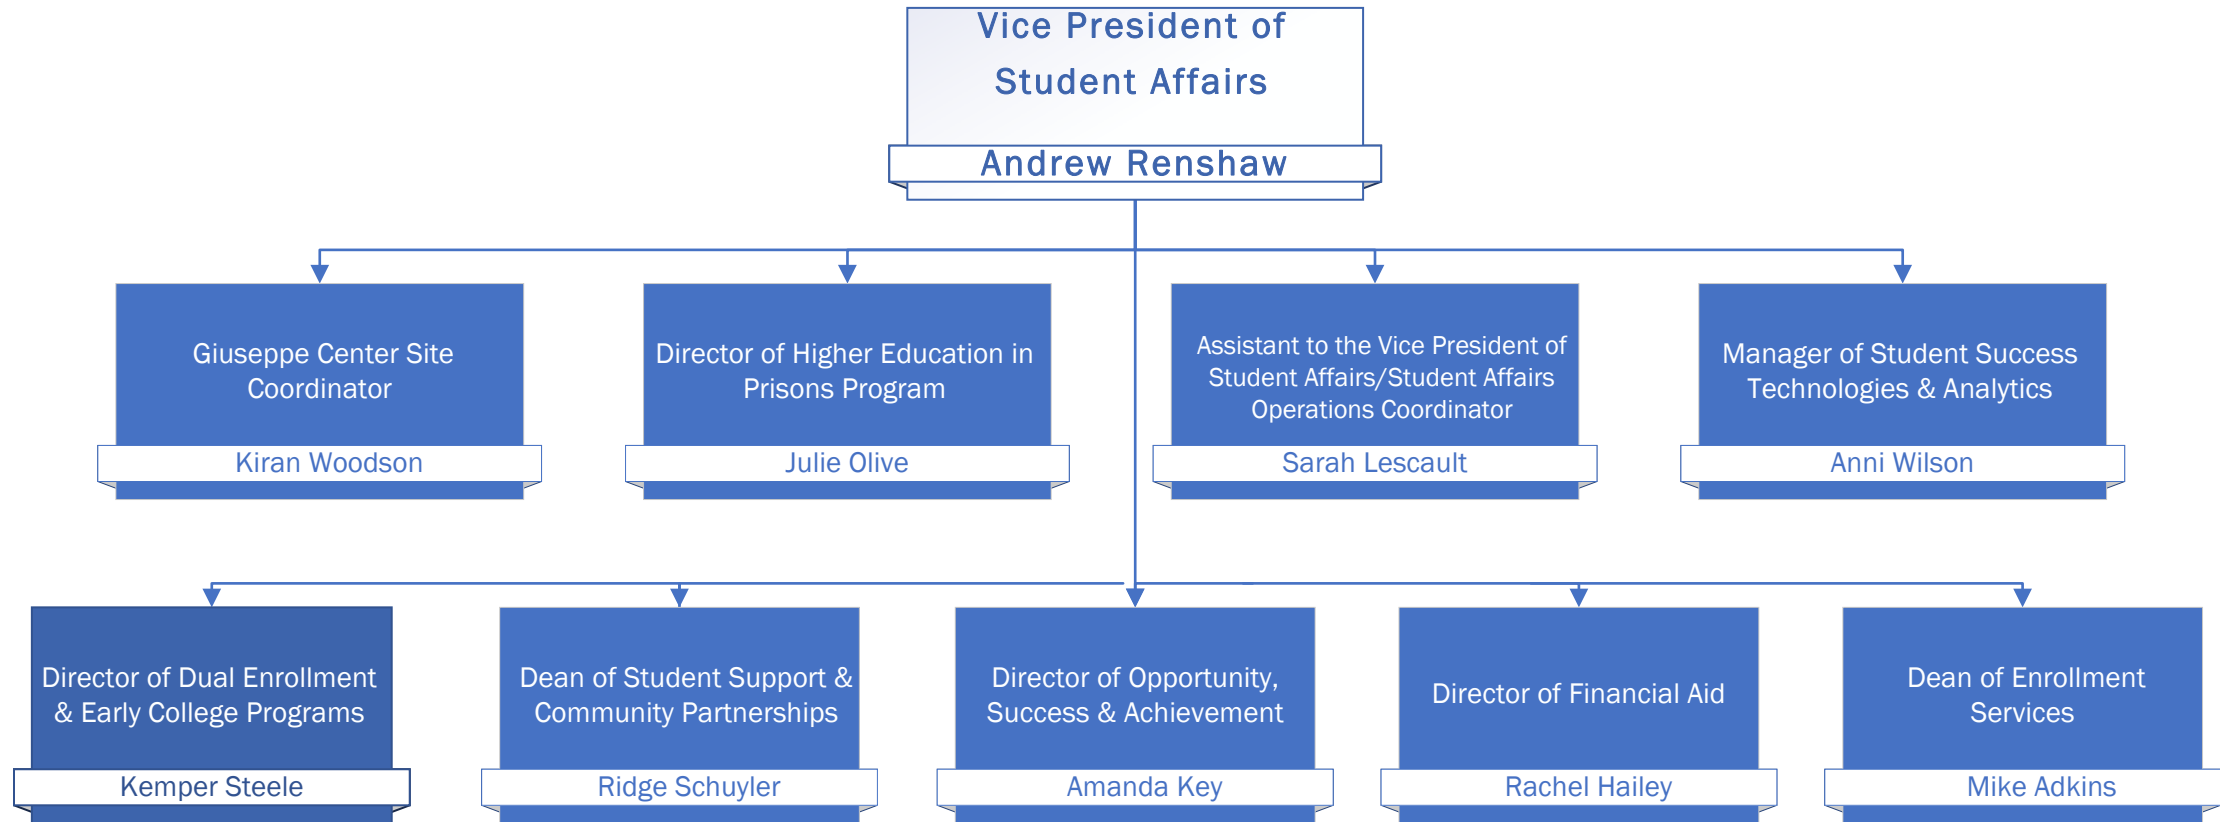 Vice President of
Student Affairs
Andrew Renshaw
Giuseppe Center Site
Coordinator
Kiran Woodson
Director of Higher Education in
Prisons Program
Julie Olive
Assistant to the Vice President of
Student Affairs/Student Affairs
Operations Coordinator
Sarah Lescault
Manager of Student Success
Technologies & Analytics
Anni Wilson
Director of Dual Enrollment
& Early College Programs
Kemper Steele
Dean of Student Support &
Community Partnerships
Ridge Schuyler
Director of Opportunity,
Success & Achievement
Amanda Key
Director of Financial Aid
Rachel Hailey
Dean of Enrollment
Services
Mike Adkins